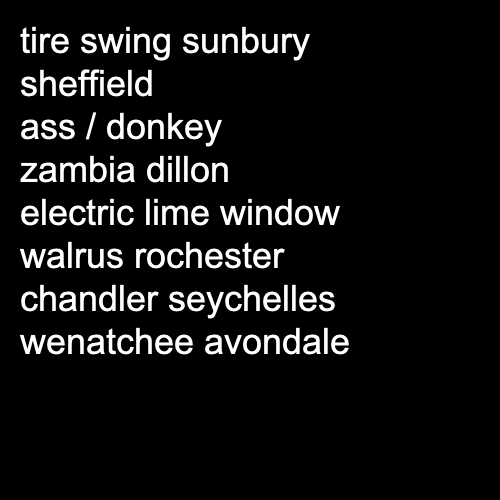 tire swing sunbury
sheffield
ass / donkey
zambia dillon
electric lime window
walrus rochester
chandler seychelles
wenatchee avondale